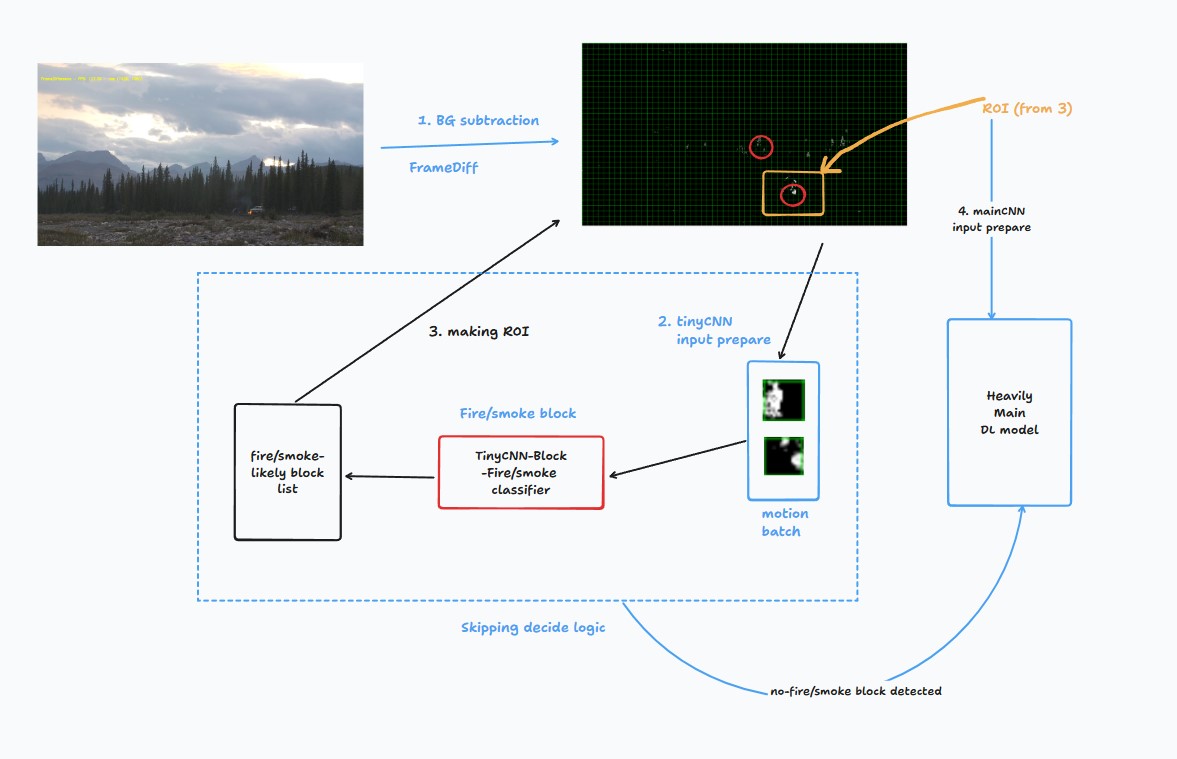 1. BG subtraction
FrameDiff
ROI (from 3)
4. mainCNN
input prepare
3. making ROI
2. tinyCNN
input prepare
Fire/smoke block
fire/smoke-
likely block
list
TinyCNN-Block
-Fire/smoke
classifier
motion
batch
Heavily
Main
DL model
Skipping decide logic
no-fire/smoke block detected